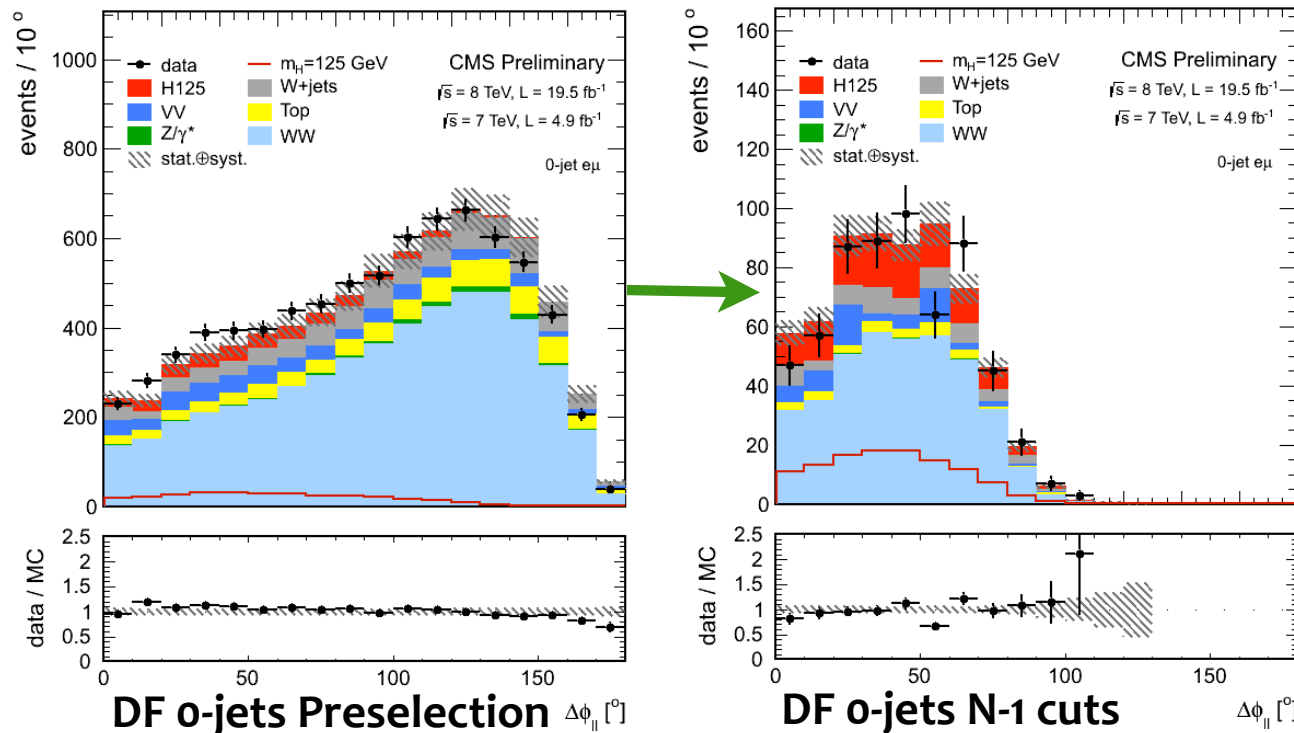 events / 10 °
1000
800
600
400
200
0
data
m_H=125 GeV
H125
W+jets
VV
Top
Z/γ*
WW
stat.⊕syst.
CMS Preliminary
√s = 8 TeV, L = 19.5 fb⁻¹
√s = 7 TeV, L = 4.9 fb⁻¹
0-jet eμ
data / MC
2.5
2
1.5
1
0.5
0
0 50 100 150
DF 0-jets Preselection Δϕ_|| [°]
events / 10 °
160
140
120
100
80
60
40
20
0
data
m_H=125 GeV
H125
W+jets
VV
Top
Z/γ*
WW
stat.⊕syst.
CMS Preliminary
√s = 8 TeV, L = 19.5 fb⁻¹
√s = 7 TeV, L = 4.9 fb⁻¹
0-jet eμ
data / MC
2.5
2
1.5
1
0.5
0
0 50 100 150
DF 0-jets N-1 cuts Δϕ_|| [°]